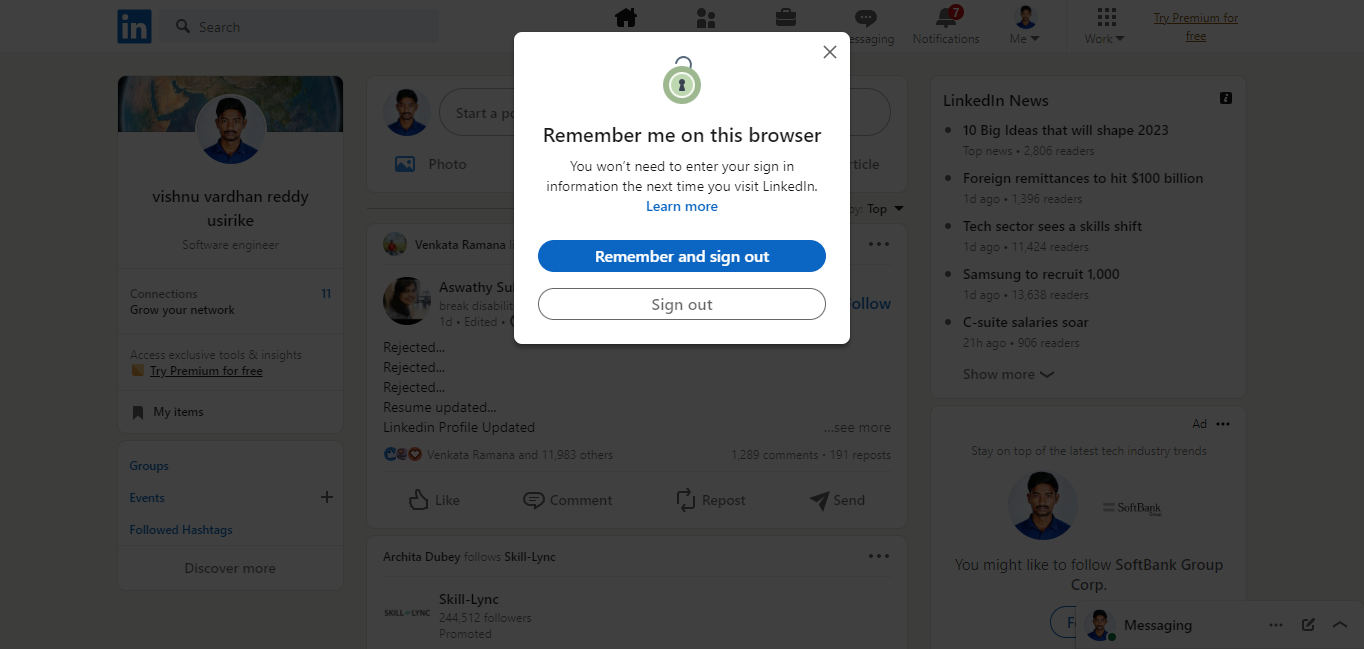 in
Search
7
essaging
Notifications
Me
Work
Try Premium for
free
Remember me on this browser
You won't need to enter your sign in
information the next time you visit LinkedIn.
Learn more
Remember and sign out
Sign out
vishnu vardhan reddy
usirike
Software engineer
Connections 11
Grow your network
Access exclusive tools & insights
Try Premium for free
My items
Groups
Events
Followed Hashtags
Discover more
Start a po
Photo
rticle
by: Top
Venkata Ramana li
Aswathy Su
break disabilit
1d • Edited •
ollow
Rejected...
Rejected...
Rejected...
Resume updated...
Linkedin Profile Updated
...see more
Venkata Ramana and 11,983 others
1,289 comments • 191 reposts
Like
Comment
Repost
Send
Archita Dubey follows Skill-Lync
SKILL LYNC
Skill-Lync
244,512 followers
Promoted
LinkedIn News
10 Big Ideas that will shape 2023
Top news • 2,806 readers
Foreign remittances to hit $100 billion
1d ago • 1,396 readers
Tech sector sees a skills shift
1d ago • 11,424 readers
Samsung to recruit 1,000
1d ago • 13,638 readers
C-suite salaries soar
21h ago • 906 readers
Show more
Ad
Stay on top of the latest tech industry trends
SoftBank
Group
You might like to follow SoftBank Group
Corp.
F
Messaging